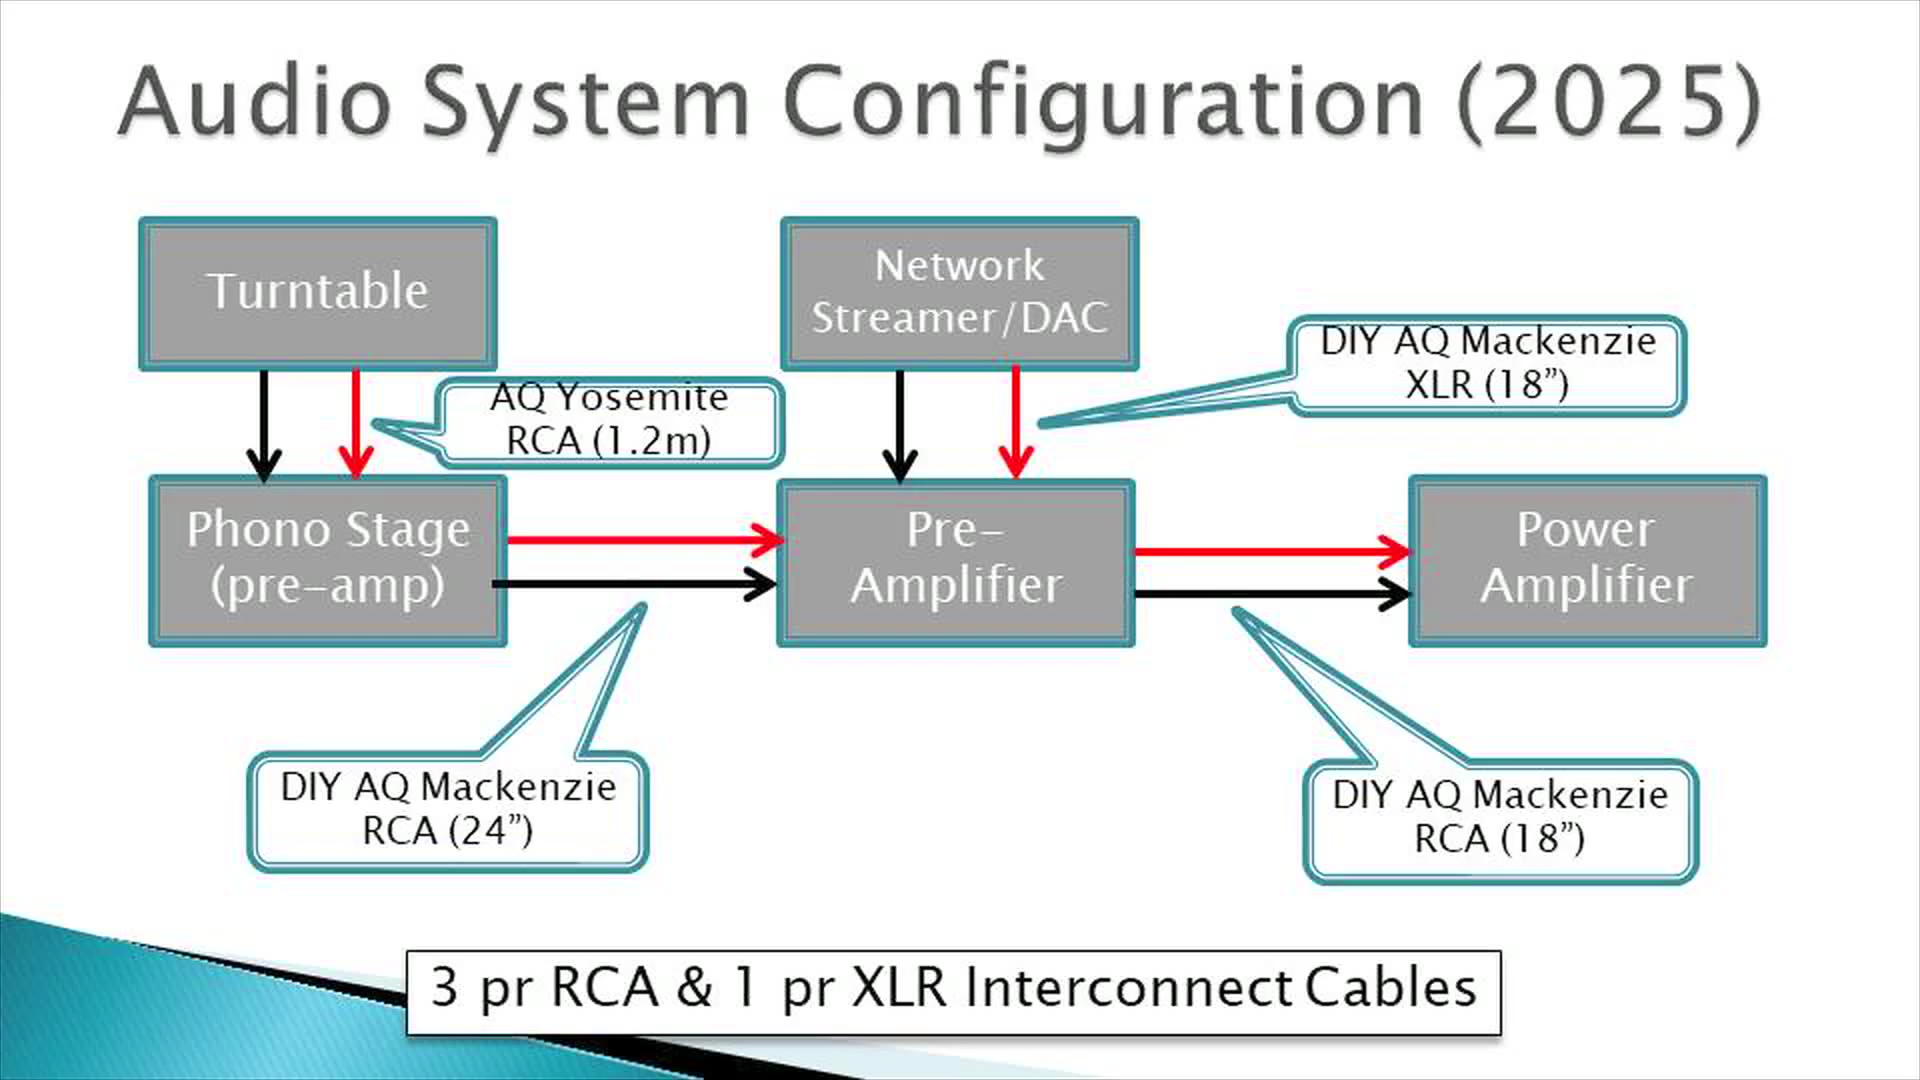 Audio System Configuration (2025)
Turntable
Network
Streamer/DAC
DIY AQ Mackenzie
XLR (18”)
AQ Yosemite
RCA (1.2m)
Phono Stage
(pre-amp)
Pre-
Amplifier
Power
Amplifier
DIY AQ Mackenzie
RCA (24”)
DIY AQ Mackenzie
RCA (18”)
3 pr RCA & 1 pr XLR Interconnect Cables